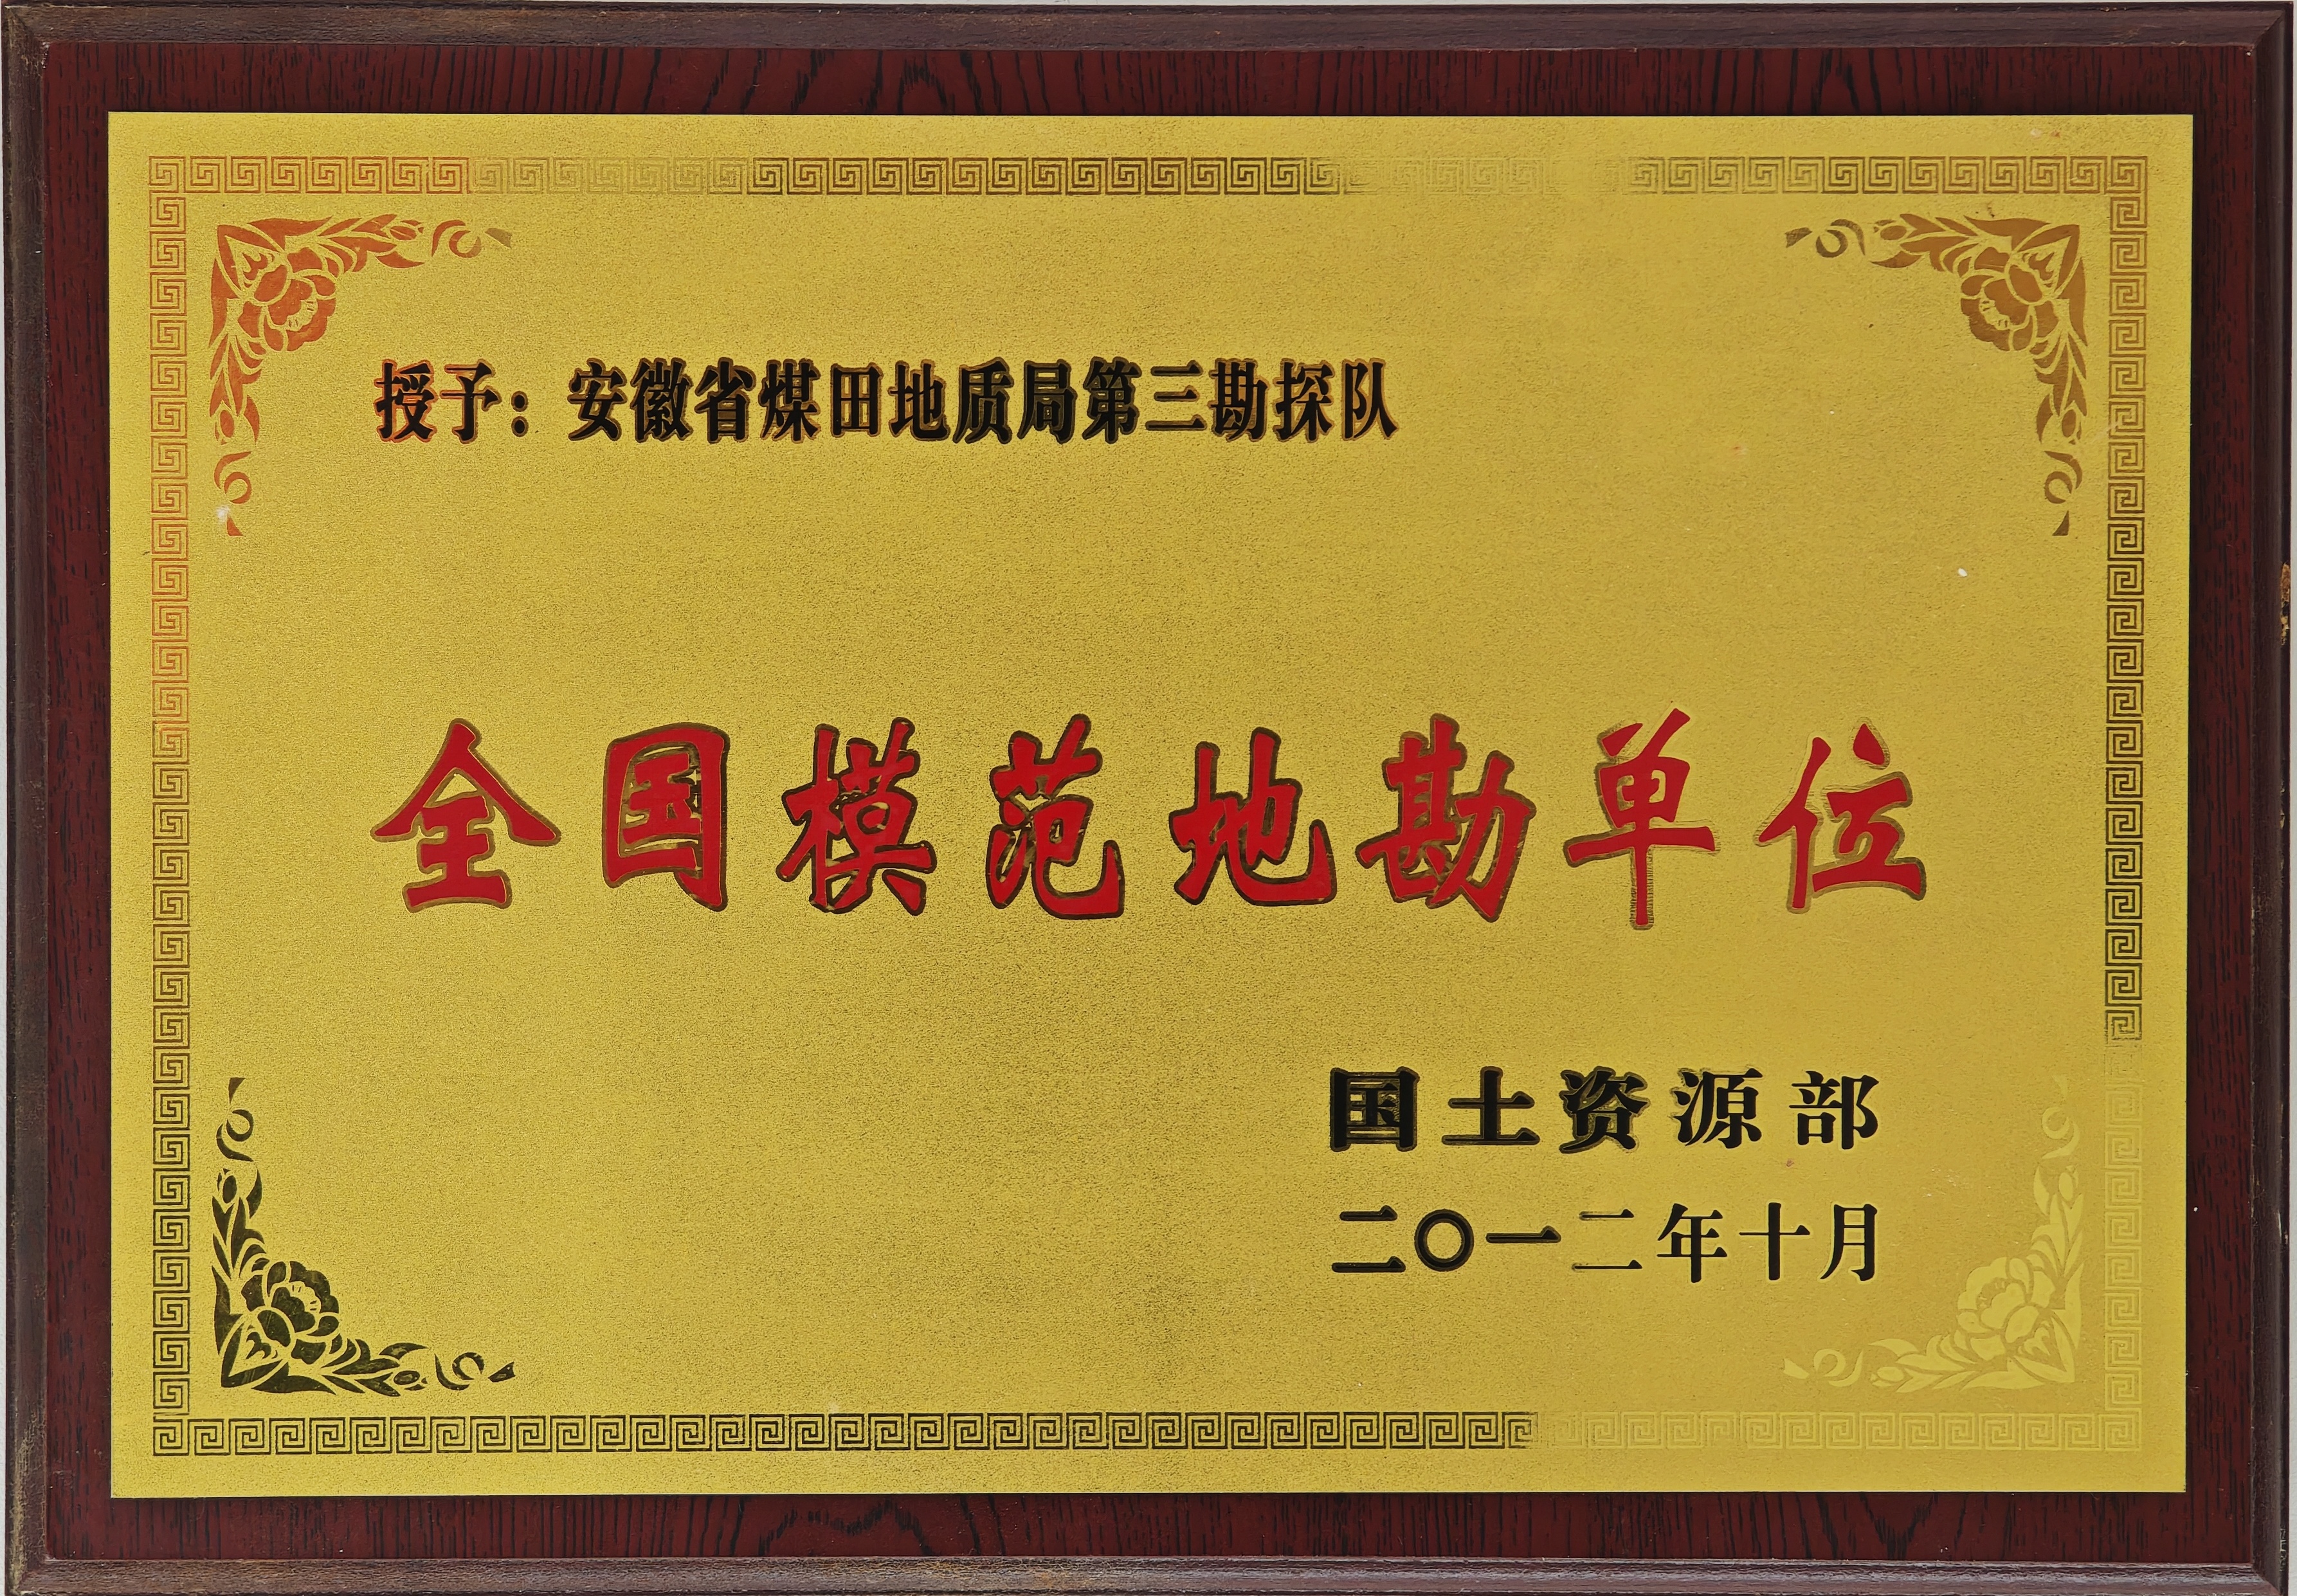 授予：安徽省煤田地质局第三勘探队
全国模范地勘单位
国土资源部
二〇一二年十月